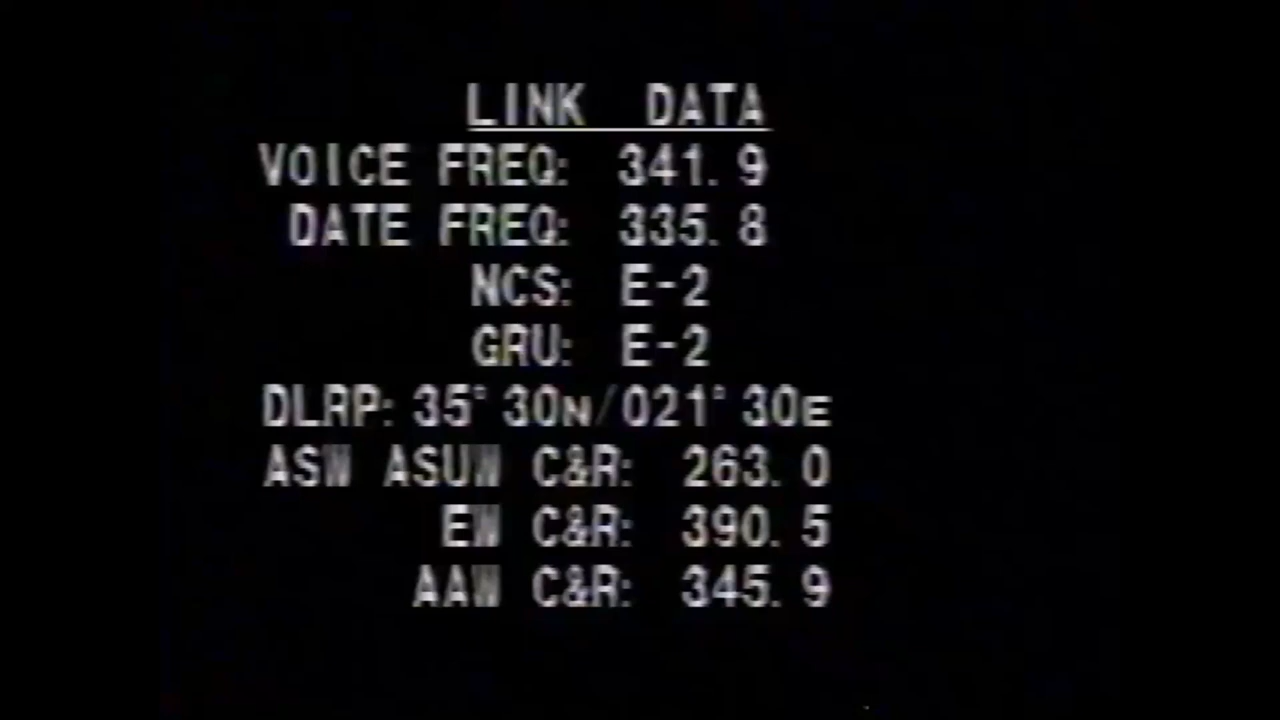 LINK DATA
VOICE FREQ: 341.9
DATE FREQ: 335.8
NCS: E-2
GRU: E-2
DLRP: 35° 30N/021° 30E
ASW ASUW C&R: 263.0
EW C&R: 390.5
AAW C&R: 345.9